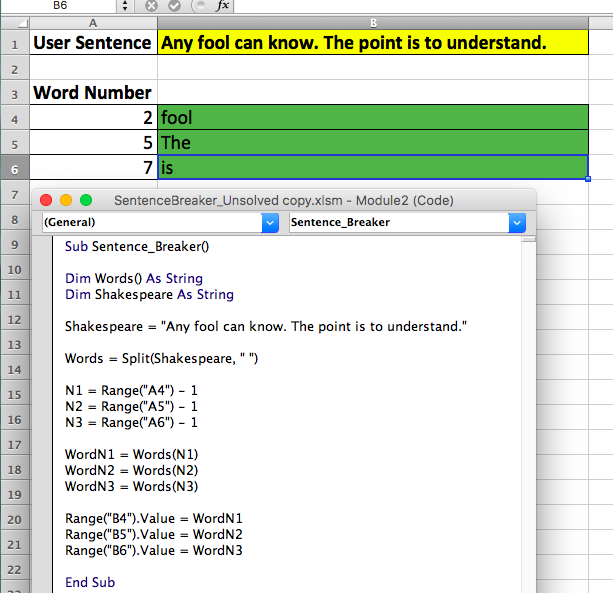 B6 fx
A B
1 User Sentence Any fool can know. The point is to understand.
2
3 Word Number
4 2 fool
5 5 The
6 7 is
7
SentenceBreaker_Unsolved copy.xlsm - Module2 (Code)
8 (General) Sentence_Breaker
9 Sub Sentence_Breaker()
10 Dim Words() As String
11 Dim Shakespeare As String
12 Shakespeare = "Any fool can know. The point is to understand."
13
14 Words = Split(Shakespeare, " ")
15 N1 = Range("A4") - 1
N2 = Range("A5") - 1
16 N3 = Range("A6") - 1
17 WordN1 = Words(N1)
18 WordN2 = Words(N2)
19 WordN3 = Words(N3)
20 Range("B4").Value = WordN1
Range("B5").Value = WordN2
21 Range("B6").Value = WordN3
22 End Sub